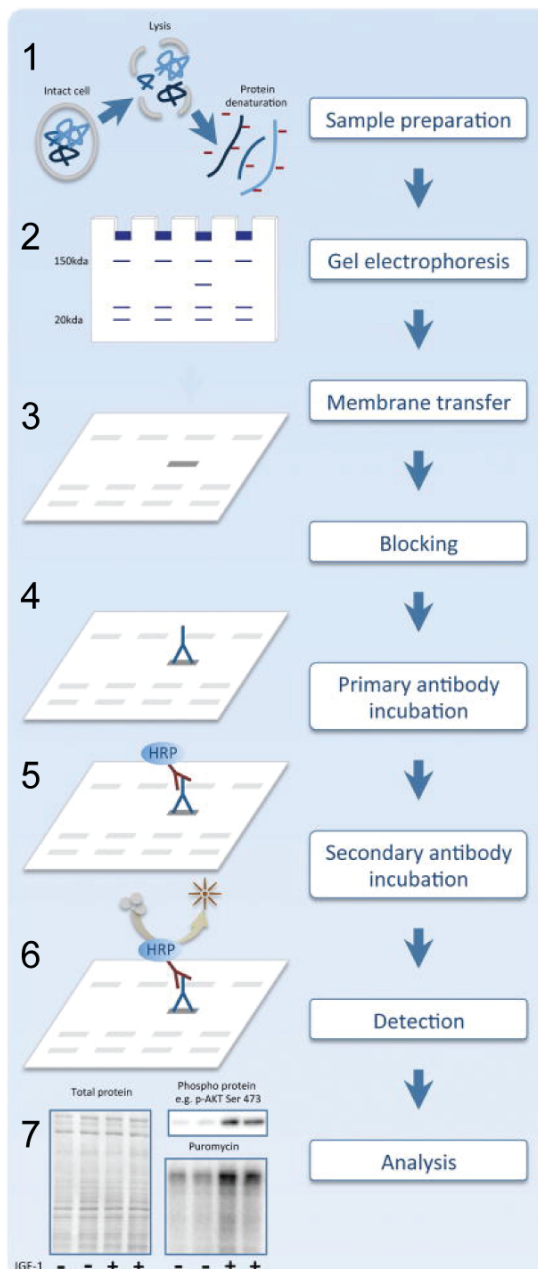 1
Lysis
Intact cell
Protein
denaturation
Sample preparation
2
150kda
20kda
Gel electrophoresis
3
Membrane transfer
Blocking
4
Primary antibody
incubation
5
HRP
Secondary antibody
incubation
6
HRP
Detection
7
Total protein
Phospho protein
e.g. p-AKT Ser 473
Puromycin
Analysis
IGF-1 - - + + - - + +